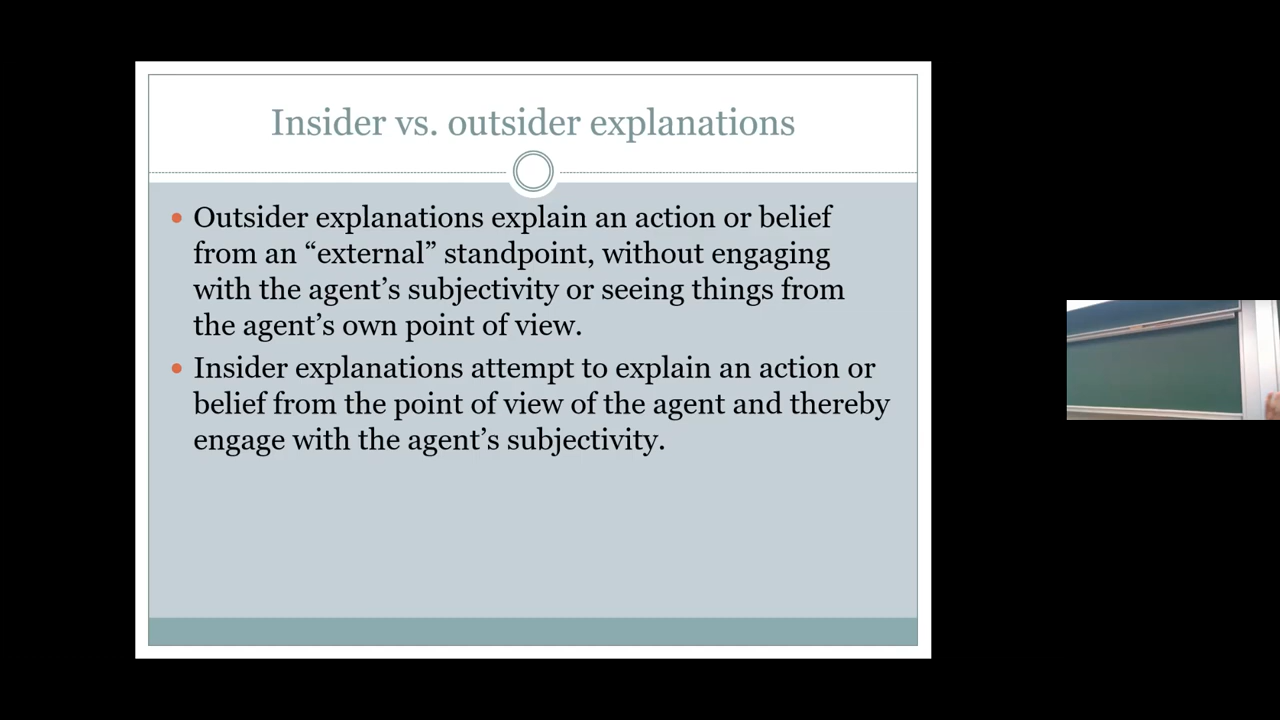 Insider vs. outsider explanations
• Outsider explanations explain an action or belief
from an “external” standpoint, without engaging
with the agent’s subjectivity or seeing things from
the agent’s own point of view.
• Insider explanations attempt to explain an action or
belief from the point of view of the agent and thereby
engage with the agent’s subjectivity.